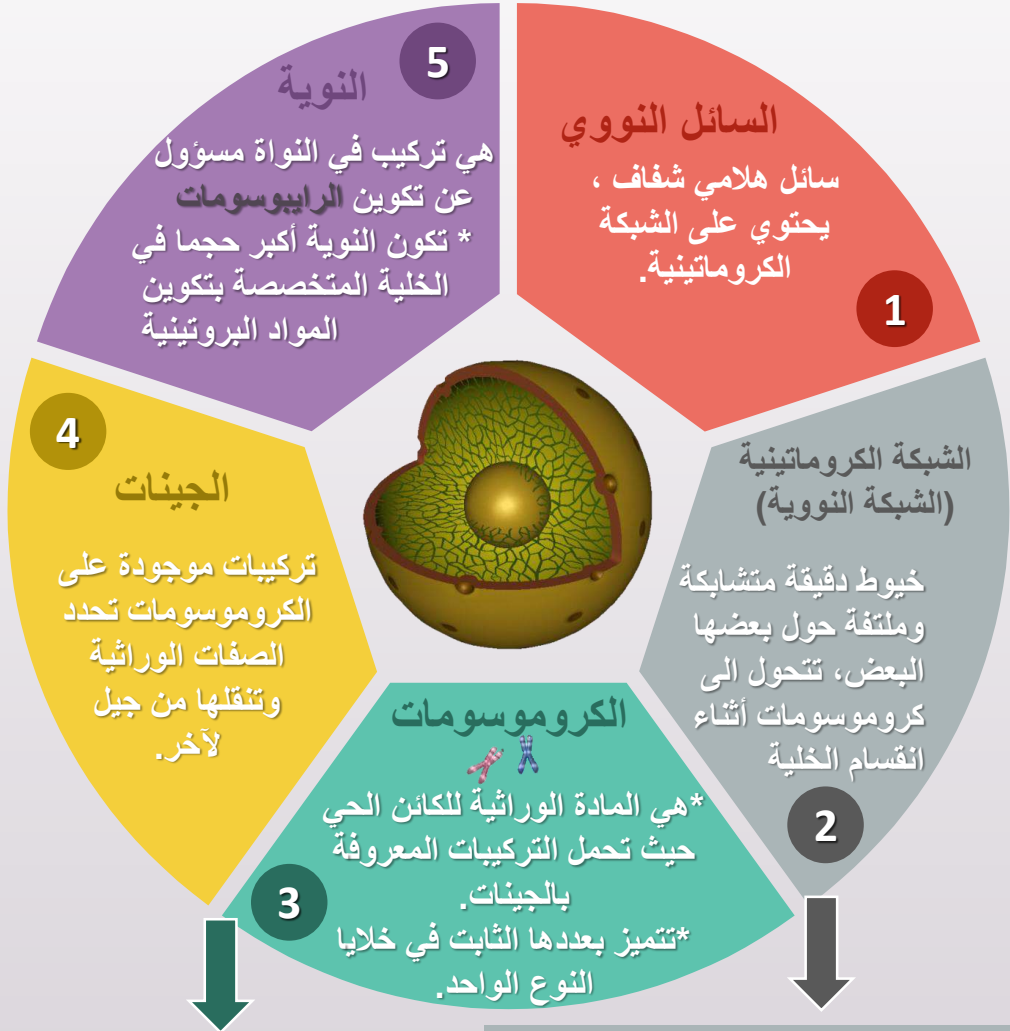 السائل النووي
سائل هلامي شفاف ،
يحتوي على الشبكة
الكروماتينية.
1
الشبكة الكروماتينية
(الشبكة النووية)
خيوط دقيقة متشابكة
وملتفة حول بعضها
البعض، تتحول الى
كروموسومات أثناء
انقسام الخلية
2
الكروموسومات
*هي المادة الوراثية للكائن الحي
حيث تحمل التركيبات المعروفة
بالجينات.
*تتميز بعددها الثابت في خلايا
النوع الواحد.
3
4
الجينات
تركيبات موجودة على
الكروموسومات تحدد
الصفات الوراثية
وتنقلها من جيل
لآخر.
5
النوية
هي تركيب في النواة مسؤول
عن تكوين الرايبوسومات
* تكون النوية أكبر حجما في
الخلية المتخصصة بتكوين
المواد البروتينية